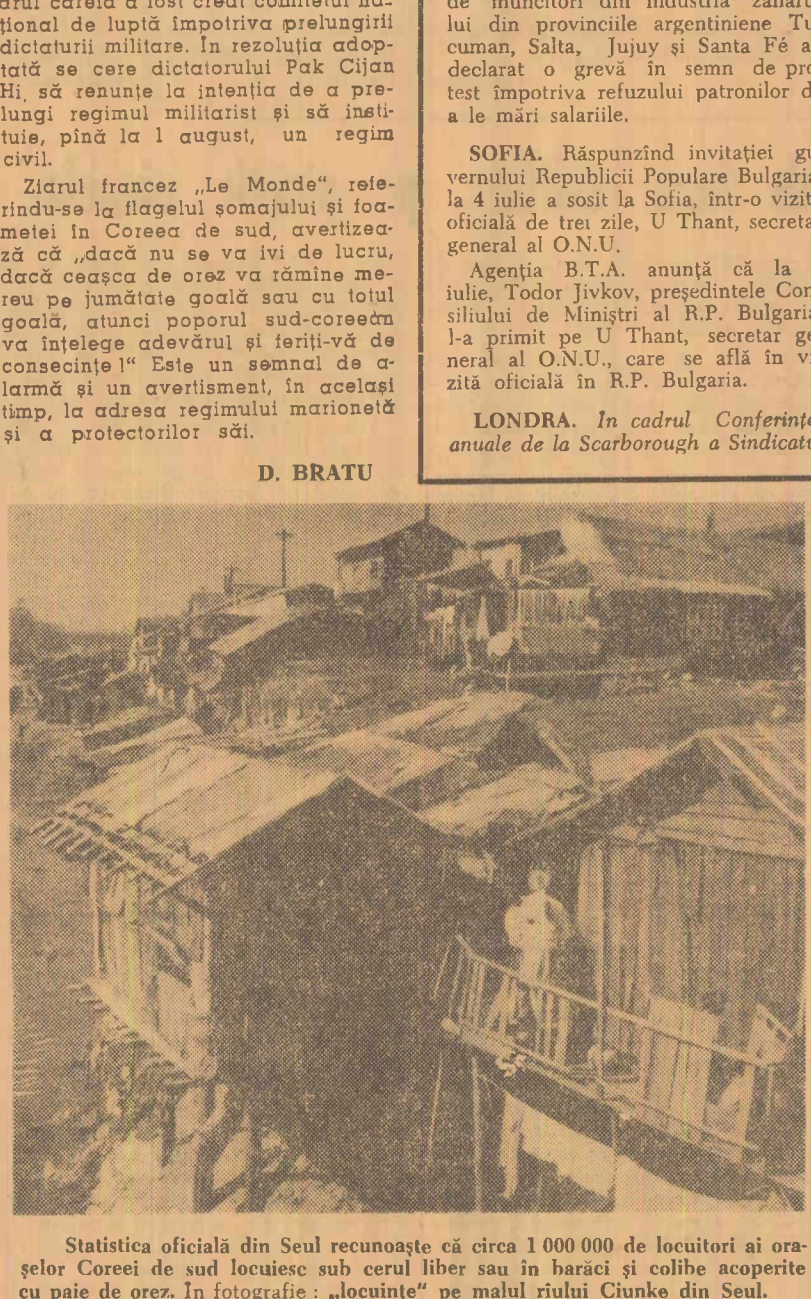 căreia a fost creat comitetul na-
țional de luptă împotriva prelungirii
dictaturii militare. În rezoluția adop-
tată se cere dictatorului Pak Cijan
Hi, să renunțe la intenția de a pre-
lungi regimul militarist și să insti-
tuie, pînă la 1 august, un regim
civil.
Ziarul francez „Le Monde“, refe-
rindu-se la flagelul șomajului și foa-
metei în Coreea de sud, avertizea-
ză că „dacă nu se va ivi de lucru,
dacă ceașca de orez va rămîne me-
reu pe jumătate goală sau cu totul
goală, atunci poporul sud-coreean
va înțelege adevărul și feriți-vă de
consecințe !“ Este un semnal de a-
larmă și un avertisment, în același
timp, la adresa regimului marionetă
și a protectorilor săi.
D. BRATU
de muncitori din industria zahăru-
lui din provinciile argentiniene Tu-
cuman, Salta, Jujuy și Santa Fé a
declarat o grevă în semn de pro-
test împotriva refuzului patronilor d
a le mări salariile.
SOFIA. Răspunzînd invitației gu
vernului Republicii Populare Bulgaria
la 4 iulie a sosit la Sofia, într-o vizit
oficială de trei zile, U Thant, secreta
general al O.N.U.
Agenția B.T.A. anunță că la
iulie, Todor Jivkov, președintele Con
siliului de Miniștri al R.P. Bulgaria
l-a primit pe U Thant, secretar ge
neral al O.N.U., care se află în vi
zită oficială în R.P. Bulgaria.
LONDRA. În cadrul Conferințe
anuale de la Scarborough a Sindicatu
Statistica oficială din Seul recunoaște că circa 1 000 000 de locuitori ai ora-
șelor Coreei de sud locuiesc sub cerul liber sau în barăci și colibe acoperite
cu paie de orez. În fotografie : „locuințe“ pe malul rîului Ciunke din Seul.